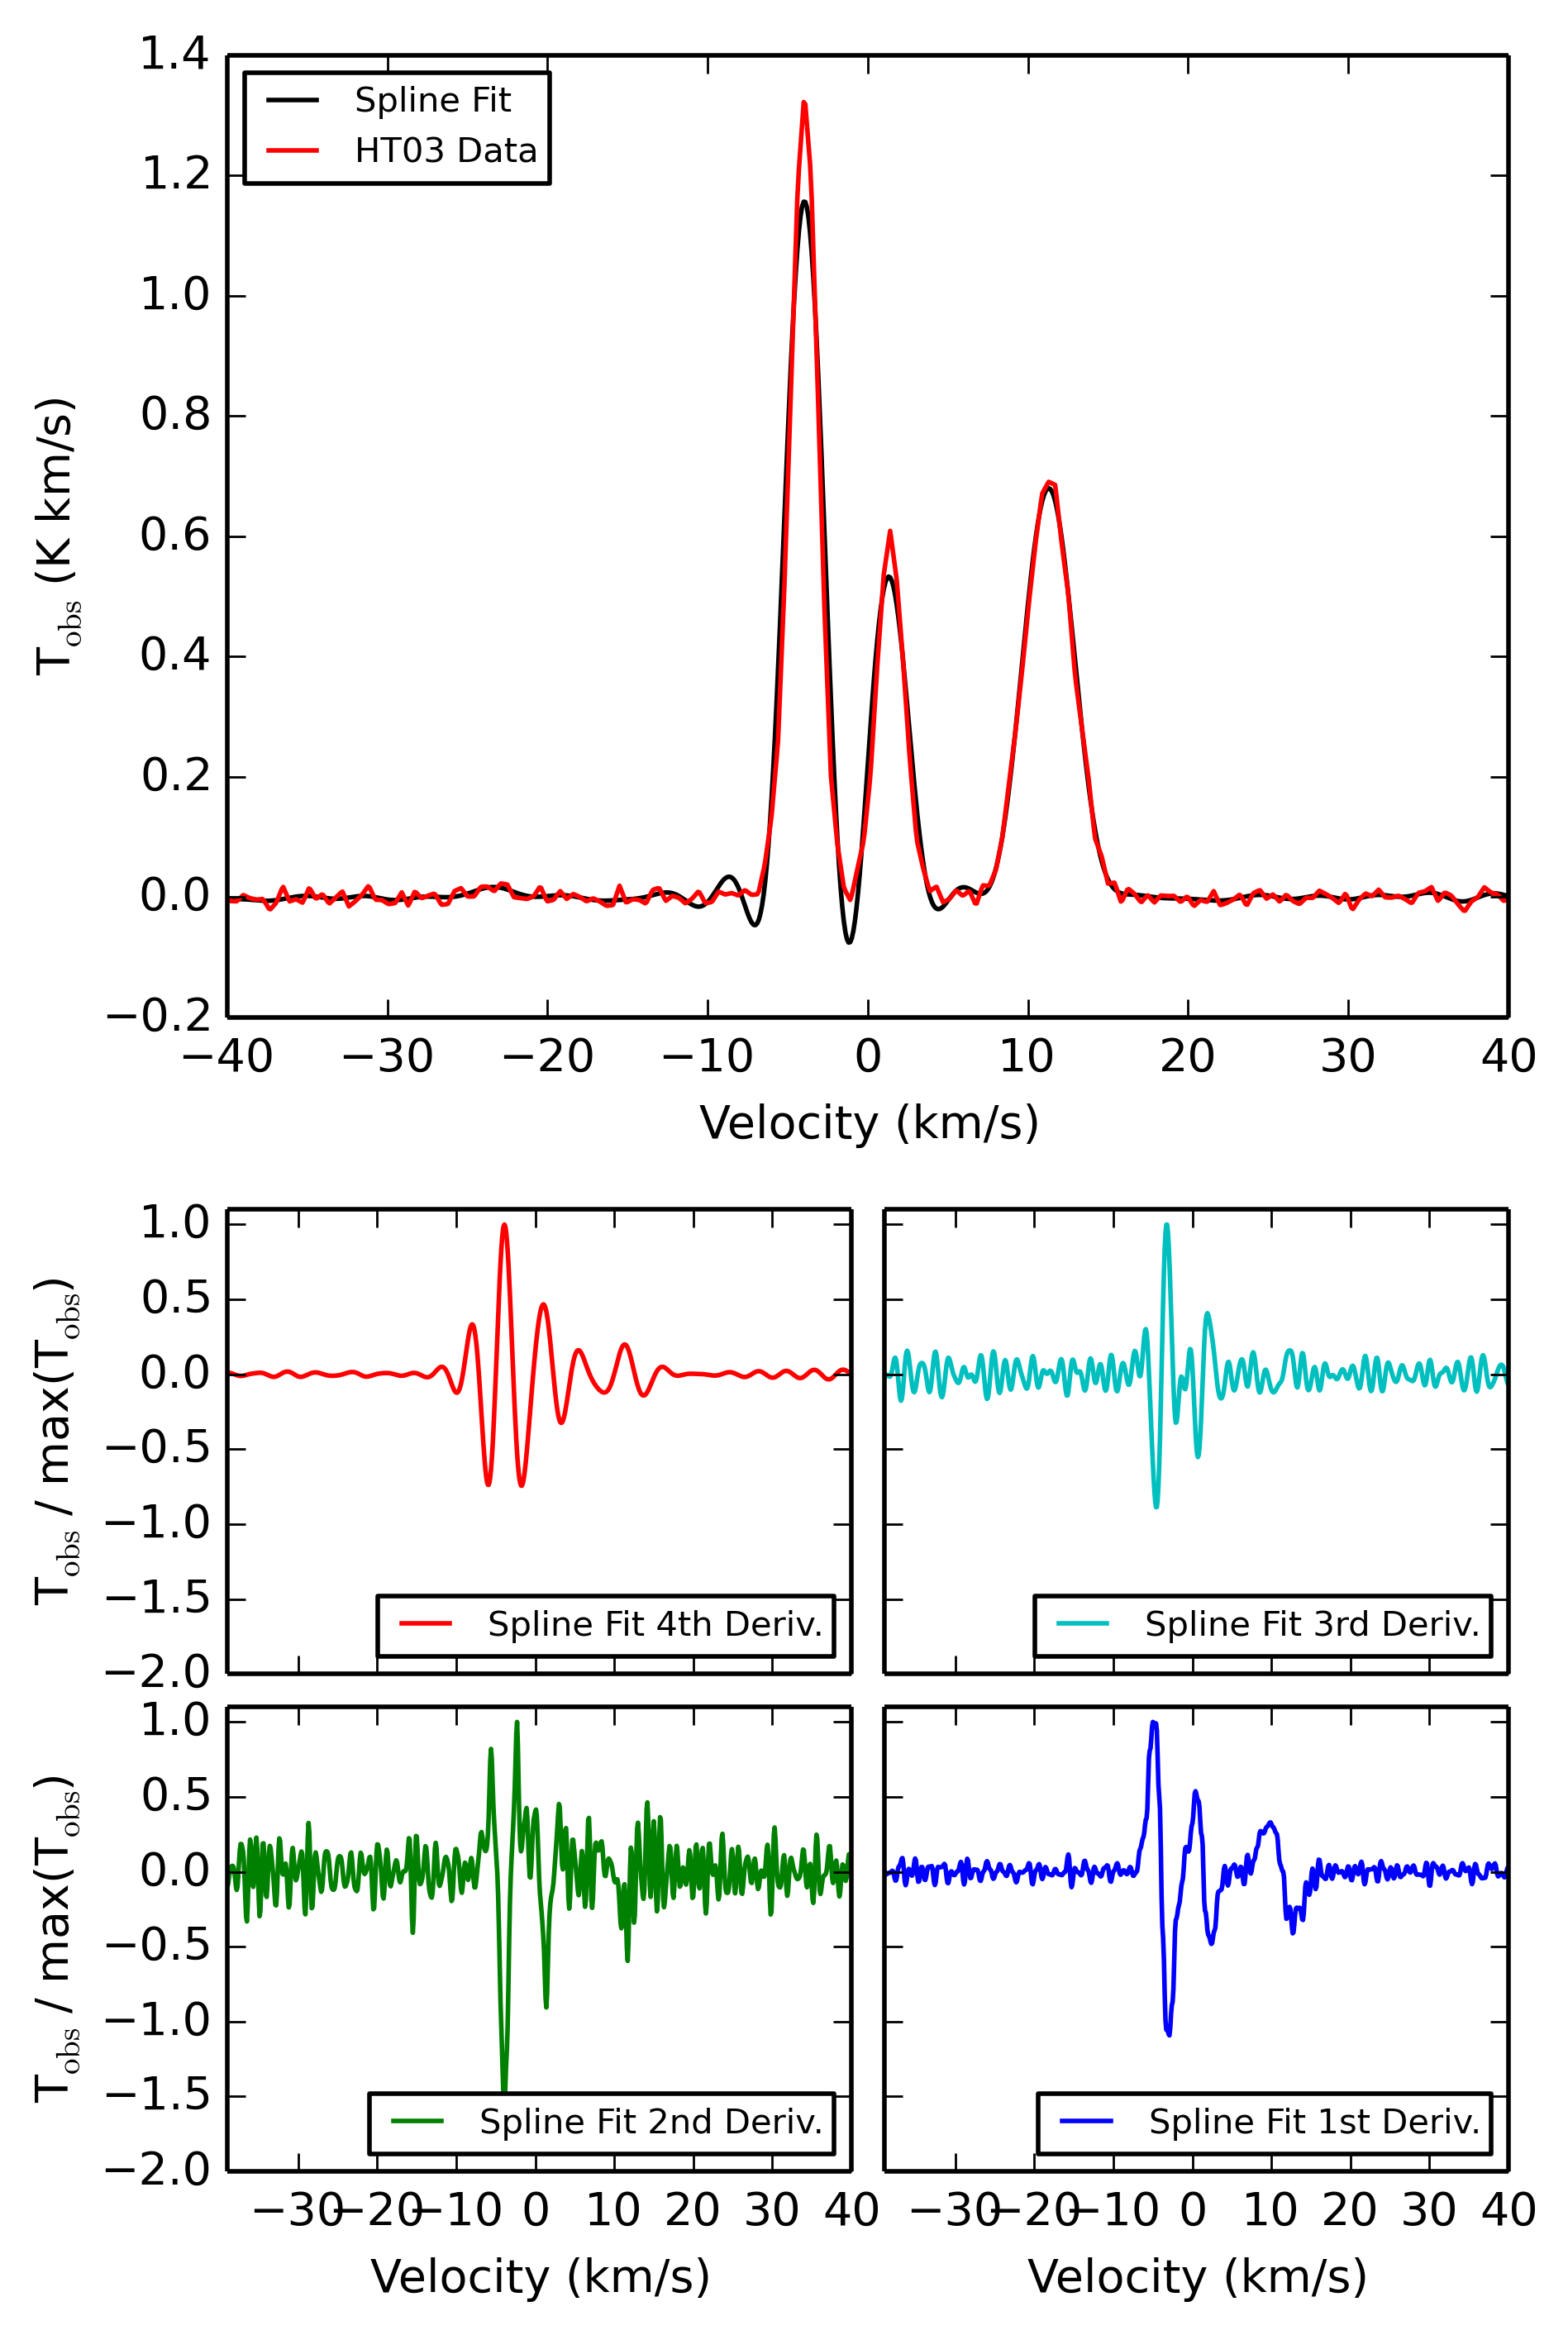 1.4
1.2
1.0
0.8
0.6
0.4
0.2
0.0
−0.2
T_obs (K km/s)
Spline Fit
HT03 Data
−40 −30 −20 −10 0 10 20 30 40
Velocity (km/s)
1.0
0.5
0.0
−0.5
−1.0
−1.5
−2.0
T_obs / max(T_obs)
Spline Fit 4th Deriv.
Spline Fit 3rd Deriv.
1.0
0.5
0.0
−0.5
−1.0
−1.5
−2.0
T_obs / max(T_obs)
Spline Fit 2nd Deriv.
Spline Fit 1st Deriv.
−30 −20 −10 0 10 20 30 40
−30 −20 −10 0 10 20 30 40
Velocity (km/s)
Velocity (km/s)